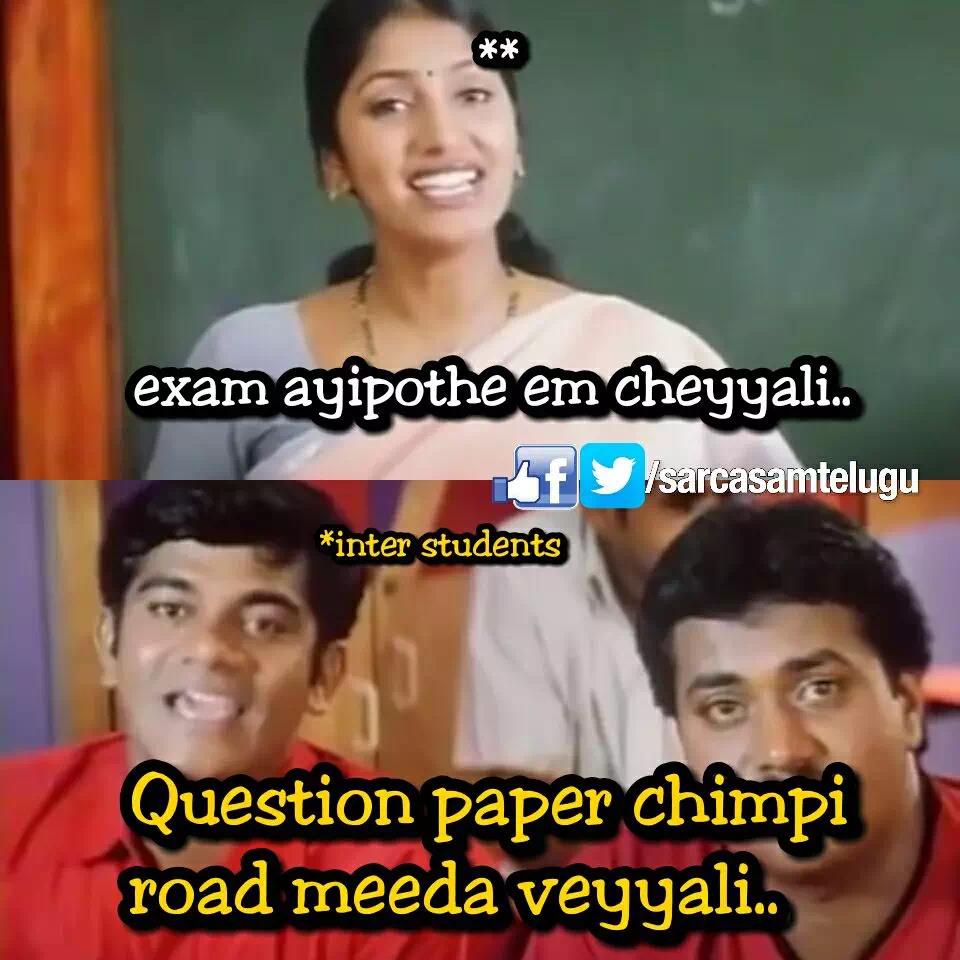 **
exam ayipothe em cheyyali..
/sarcasamtelugu
*inter students
Question paper chimpi
road meeda veyyali..